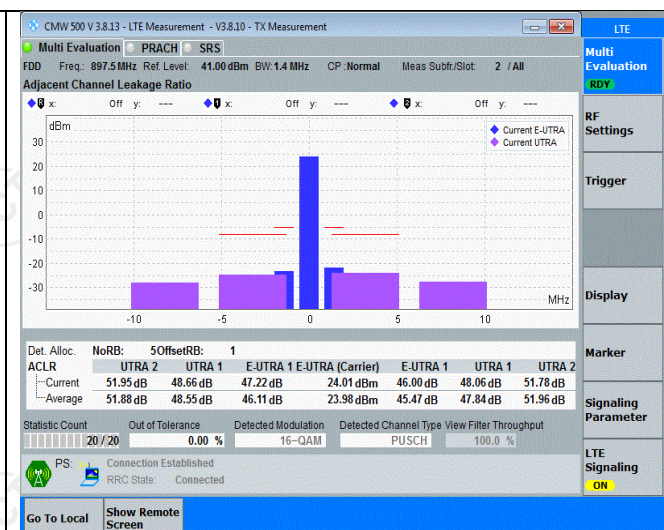 CMW 500 V 3.8.13 - LTE Measurement - V3.8.10 - TX Measurement
LTE
Multi Evaluation PRACH SRS
Multi Evaluation
RDY
FDD Freq.: 897.5 MHz Ref. Level: 41.00 dBm BW: 1.4 MHz CP :Normal Meas Subfr./Slot: 2 / All
Adjacent Channel Leakage Ratio
x: Off y: --- x: Off y: --- x: Off y: ---
dBm
Current E-UTRA
Current UTRA
30
20
10
0
-10
-20
-30
MHz
-10 -5 0 5 10
RF Settings
Trigger
Display
Marker
Signaling Parameter
LTE Signaling
ON
Det. Alloc. NoRB: 5 OffsetRB: 1
ACLR UTRA 2 UTRA 1 E-UTRA 1 E-UTRA (Carrier) E-UTRA 1 UTRA 1 UTRA 2
Current 51.95 dB 48.66 dB 47.22 dB 24.01 dBm 46.00 dB 48.06 dB 51.78 dB
Average 51.88 dB 48.55 dB 46.11 dB 23.98 dBm 45.47 dB 47.84 dB 51.96 dB
Statistic Count Out of Tolerance Detected Modulation Detected Channel Type View Filter Throughput
20 / 20 0.00 % 16-QAM PUSCH 100.0 %
PS: Connection Established
RRC State: Connected
Go To Local
Show Remote Screen